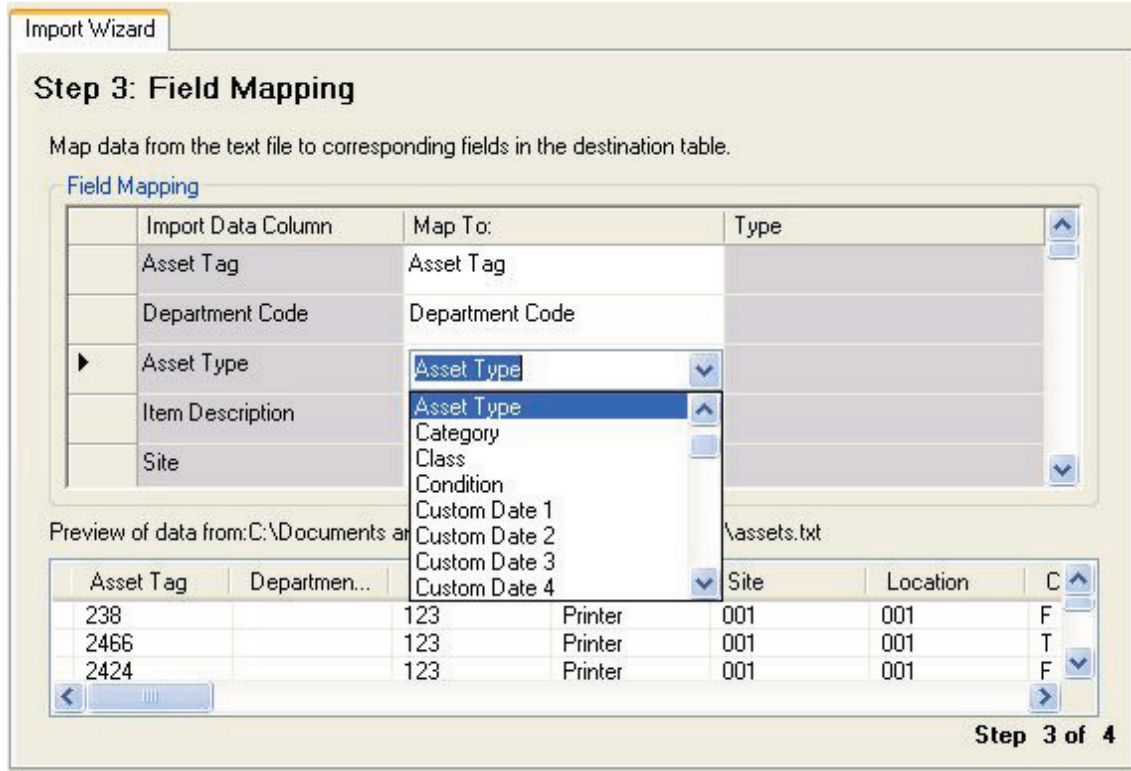 Import Wizard
Step 3: Field Mapping
Map data from the text file to corresponding fields in the destination table.
Field Mapping
Import Data Column Map To: Type
Asset Tag Asset Tag
Department Code Department Code
Asset Type Asset Type
Item Description Asset Type
Category
Site Class
Condition
Custom Date 1
Preview of data from:C:\Documents Custom Date 2 \assets.txt
Custom Date 3
Asset Tag Departmen... Custom Date 4 Site Location C
238 123 Printer 001 001 F
2466 123 Printer 001 001 T
2424 123 Printer 001 001 F
Step 3 of 4